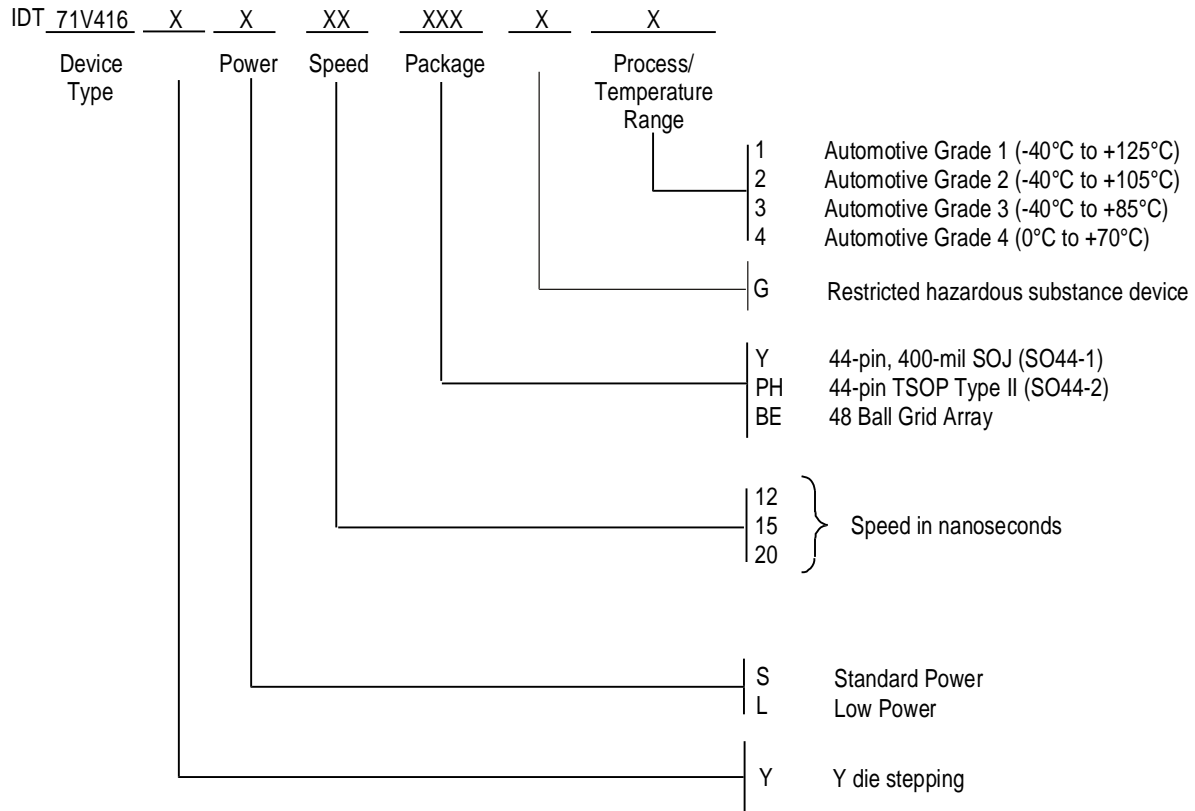 IDT 71V416 X X XX XXX X X
Device Type
Power
Speed
Package
Process/
Temperature
Range
1 Automotive Grade 1 (-40°C to +125°C)
2 Automotive Grade 2 (-40°C to +105°C)
3 Automotive Grade 3 (-40°C to +85°C)
4 Automotive Grade 4 (0°C to +70°C)
G Restricted hazardous substance device
Y 44-pin, 400-mil SOJ (SO44-1)
PH 44-pin TSOP Type II (SO44-2)
BE 48 Ball Grid Array
12
15 Speed in nanoseconds
20
S Standard Power
L Low Power
Y Y die stepping